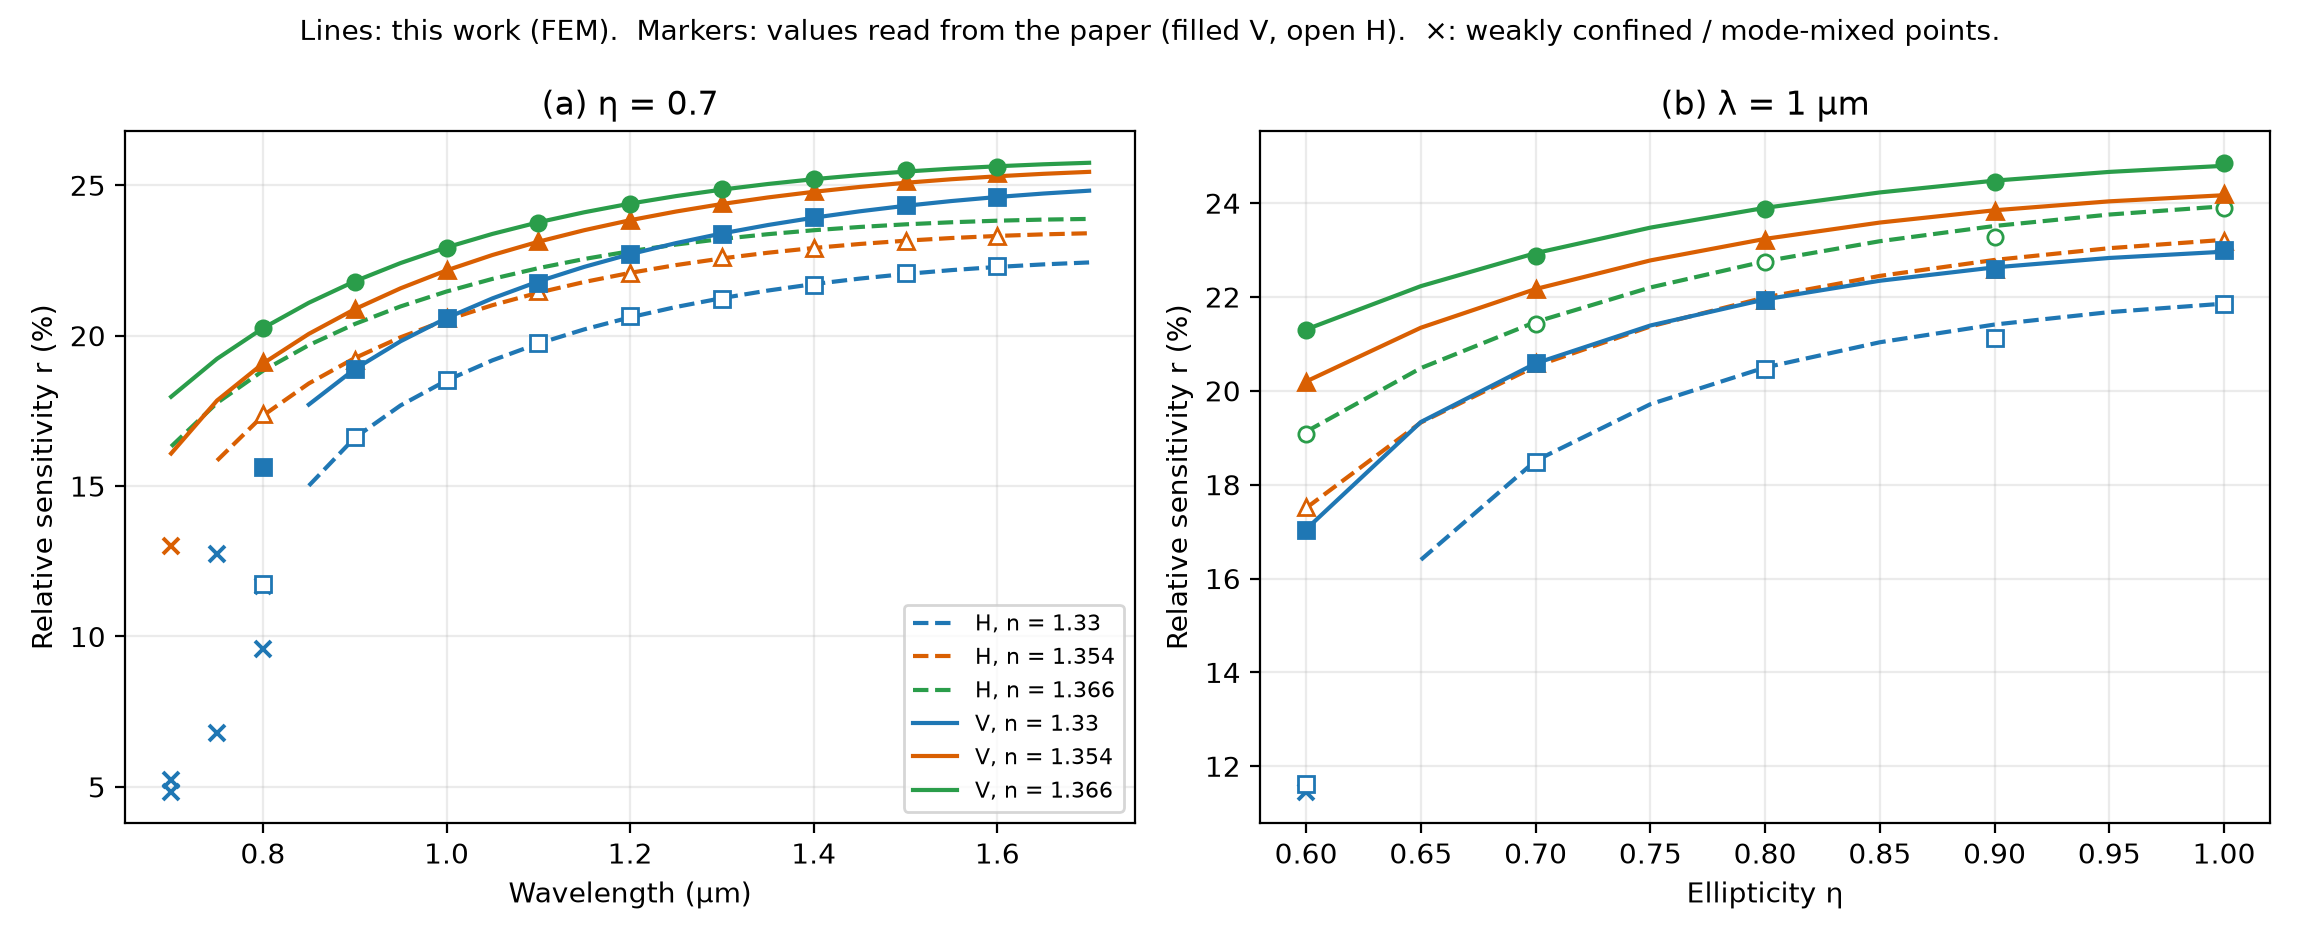 Lines: this work (FEM).  Markers: values read from the paper (filled V, open H).  ×: weakly confined / mode-mixed points.
(a) η = 0.7
Relative sensitivity r (%)
25
20
15
10
5
0.8
1.0
1.2
1.4
1.6
Wavelength (μm)
H, n = 1.33
H, n = 1.354
H, n = 1.366
V, n = 1.33
V, n = 1.354
V, n = 1.366
(b) λ = 1 μm
Relative sensitivity r (%)
24
22
20
18
16
14
12
0.60
0.65
0.70
0.75
0.80
0.85
0.90
0.95
1.00
Ellipticity η